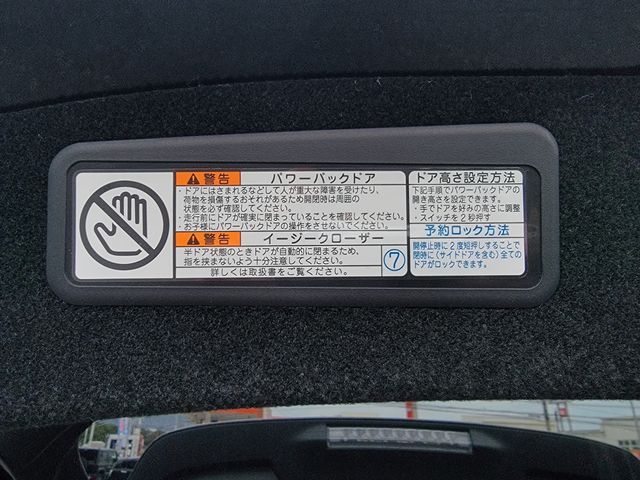 警告 パワーバックドア
・ドアにはさまれるなどして人が重大な障害を受けたり、
荷物を損傷するおそれがあるため開閉時は周囲の
状態を必ず確認してください。
・走行前にドアが確実に閉まっていることを確認してください。
・お子様にパワーバックドアの操作をさせないでください。
警告 イージークローザー
半ドア状態のときドアが自動的に閉まるため、
指を挟まないよう十分注意してください。
詳しくは取扱書をご覧ください。
⑦
ドア高さ設定方法
下記手順でパワーバックドアの
開き高さを設定できます。
・手でドアを好みの高さに調整
・スイッチを2秒押す
予約ロック方法
開停止時に2度短押しすることで
閉時に(サイドドアを含む)全ての
ドアがロックできます。